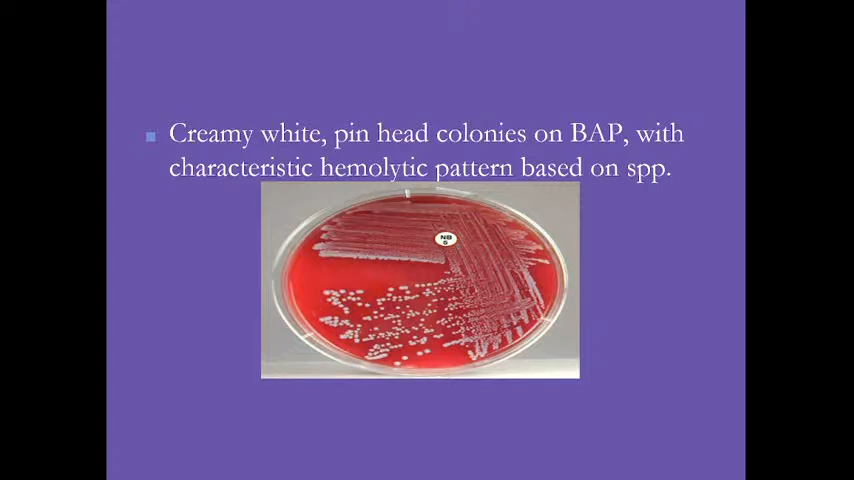 Creamy white, pin head colonies on BAP, with
characteristic hemolytic pattern based on spp.
NB
5